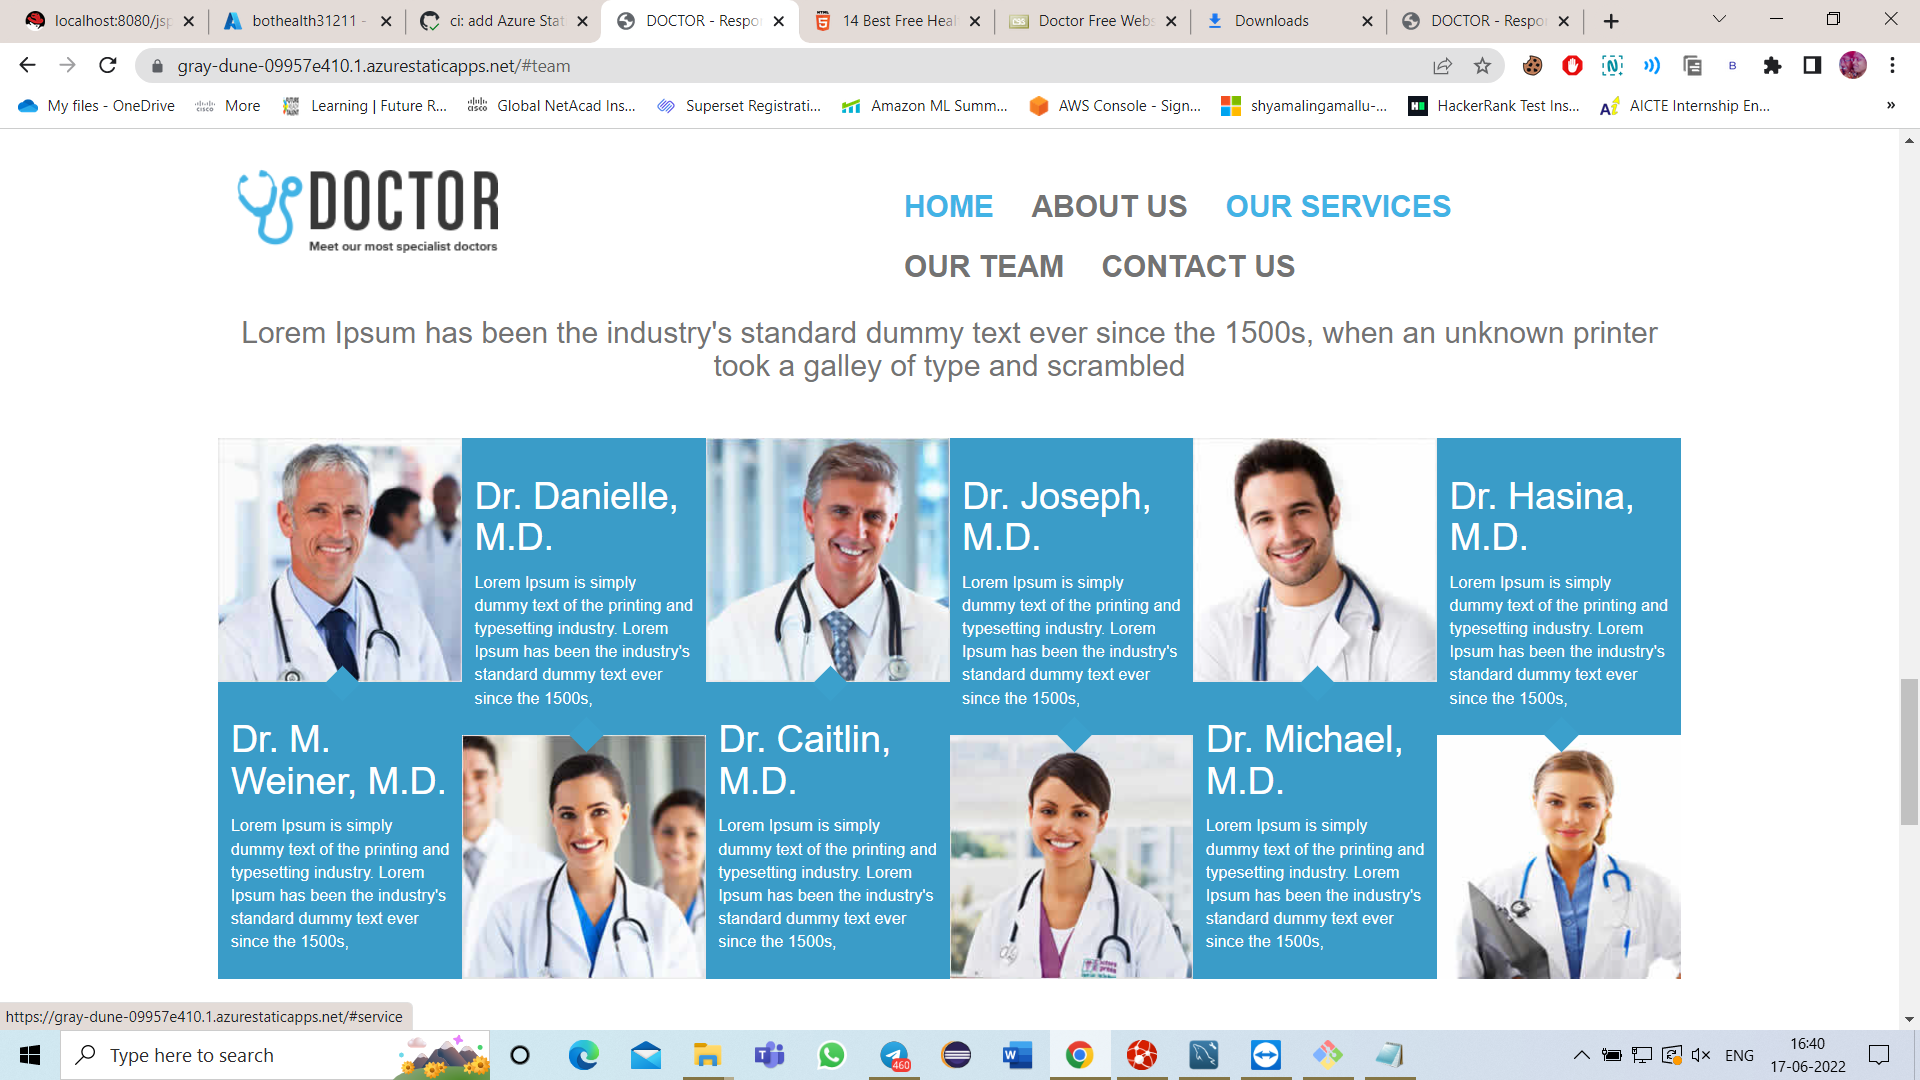 localhost:8080/jsp
bothealth31211 -
ci: add Azure Stat
DOCTOR - Respo
14 Best Free Heal
Doctor Free Webs
Downloads
DOCTOR - Respo
gray-dune-09957e410.1.azurestaticapps.net/#team
My files - OneDrive
More
Learning | Future R...
Global NetAcad Ins...
Superset Registrati...
Amazon ML Summ...
AWS Console - Sign...
shyamalingamallu-...
HackerRank Test Ins...
AICTE Internship En...
»
DOCTOR
Meet our most specialist doctors
HOME ABOUT US OUR SERVICES
OUR TEAM CONTACT US
Lorem Ipsum has been the industry's standard dummy text ever since the 1500s, when an unknown printer
took a galley of type and scrambled
Dr. Danielle,
M.D.
Lorem Ipsum is simply
dummy text of the printing and
typesetting industry. Lorem
Ipsum has been the industry's
standard dummy text ever
since the 1500s,
Dr. Joseph,
M.D.
Lorem Ipsum is simply
dummy text of the printing and
typesetting industry. Lorem
Ipsum has been the industry's
standard dummy text ever
since the 1500s,
Dr. Hasina,
M.D.
Lorem Ipsum is simply
dummy text of the printing and
typesetting industry. Lorem
Ipsum has been the industry's
standard dummy text ever
since the 1500s,
Dr. M.
Weiner, M.D.
Lorem Ipsum is simply
dummy text of the printing and
typesetting industry. Lorem
Ipsum has been the industry's
standard dummy text ever
since the 1500s,
Dr. Caitlin,
M.D.
Lorem Ipsum is simply
dummy text of the printing and
typesetting industry. Lorem
Ipsum has been the industry's
standard dummy text ever
since the 1500s,
Dr. Michael,
M.D.
Lorem Ipsum is simply
dummy text of the printing and
typesetting industry. Lorem
Ipsum has been the industry's
standard dummy text ever
since the 1500s,
https://gray-dune-09957e410.1.azurestaticapps.net/#service
Type here to search
460
ENG
16:40
17-06-2022